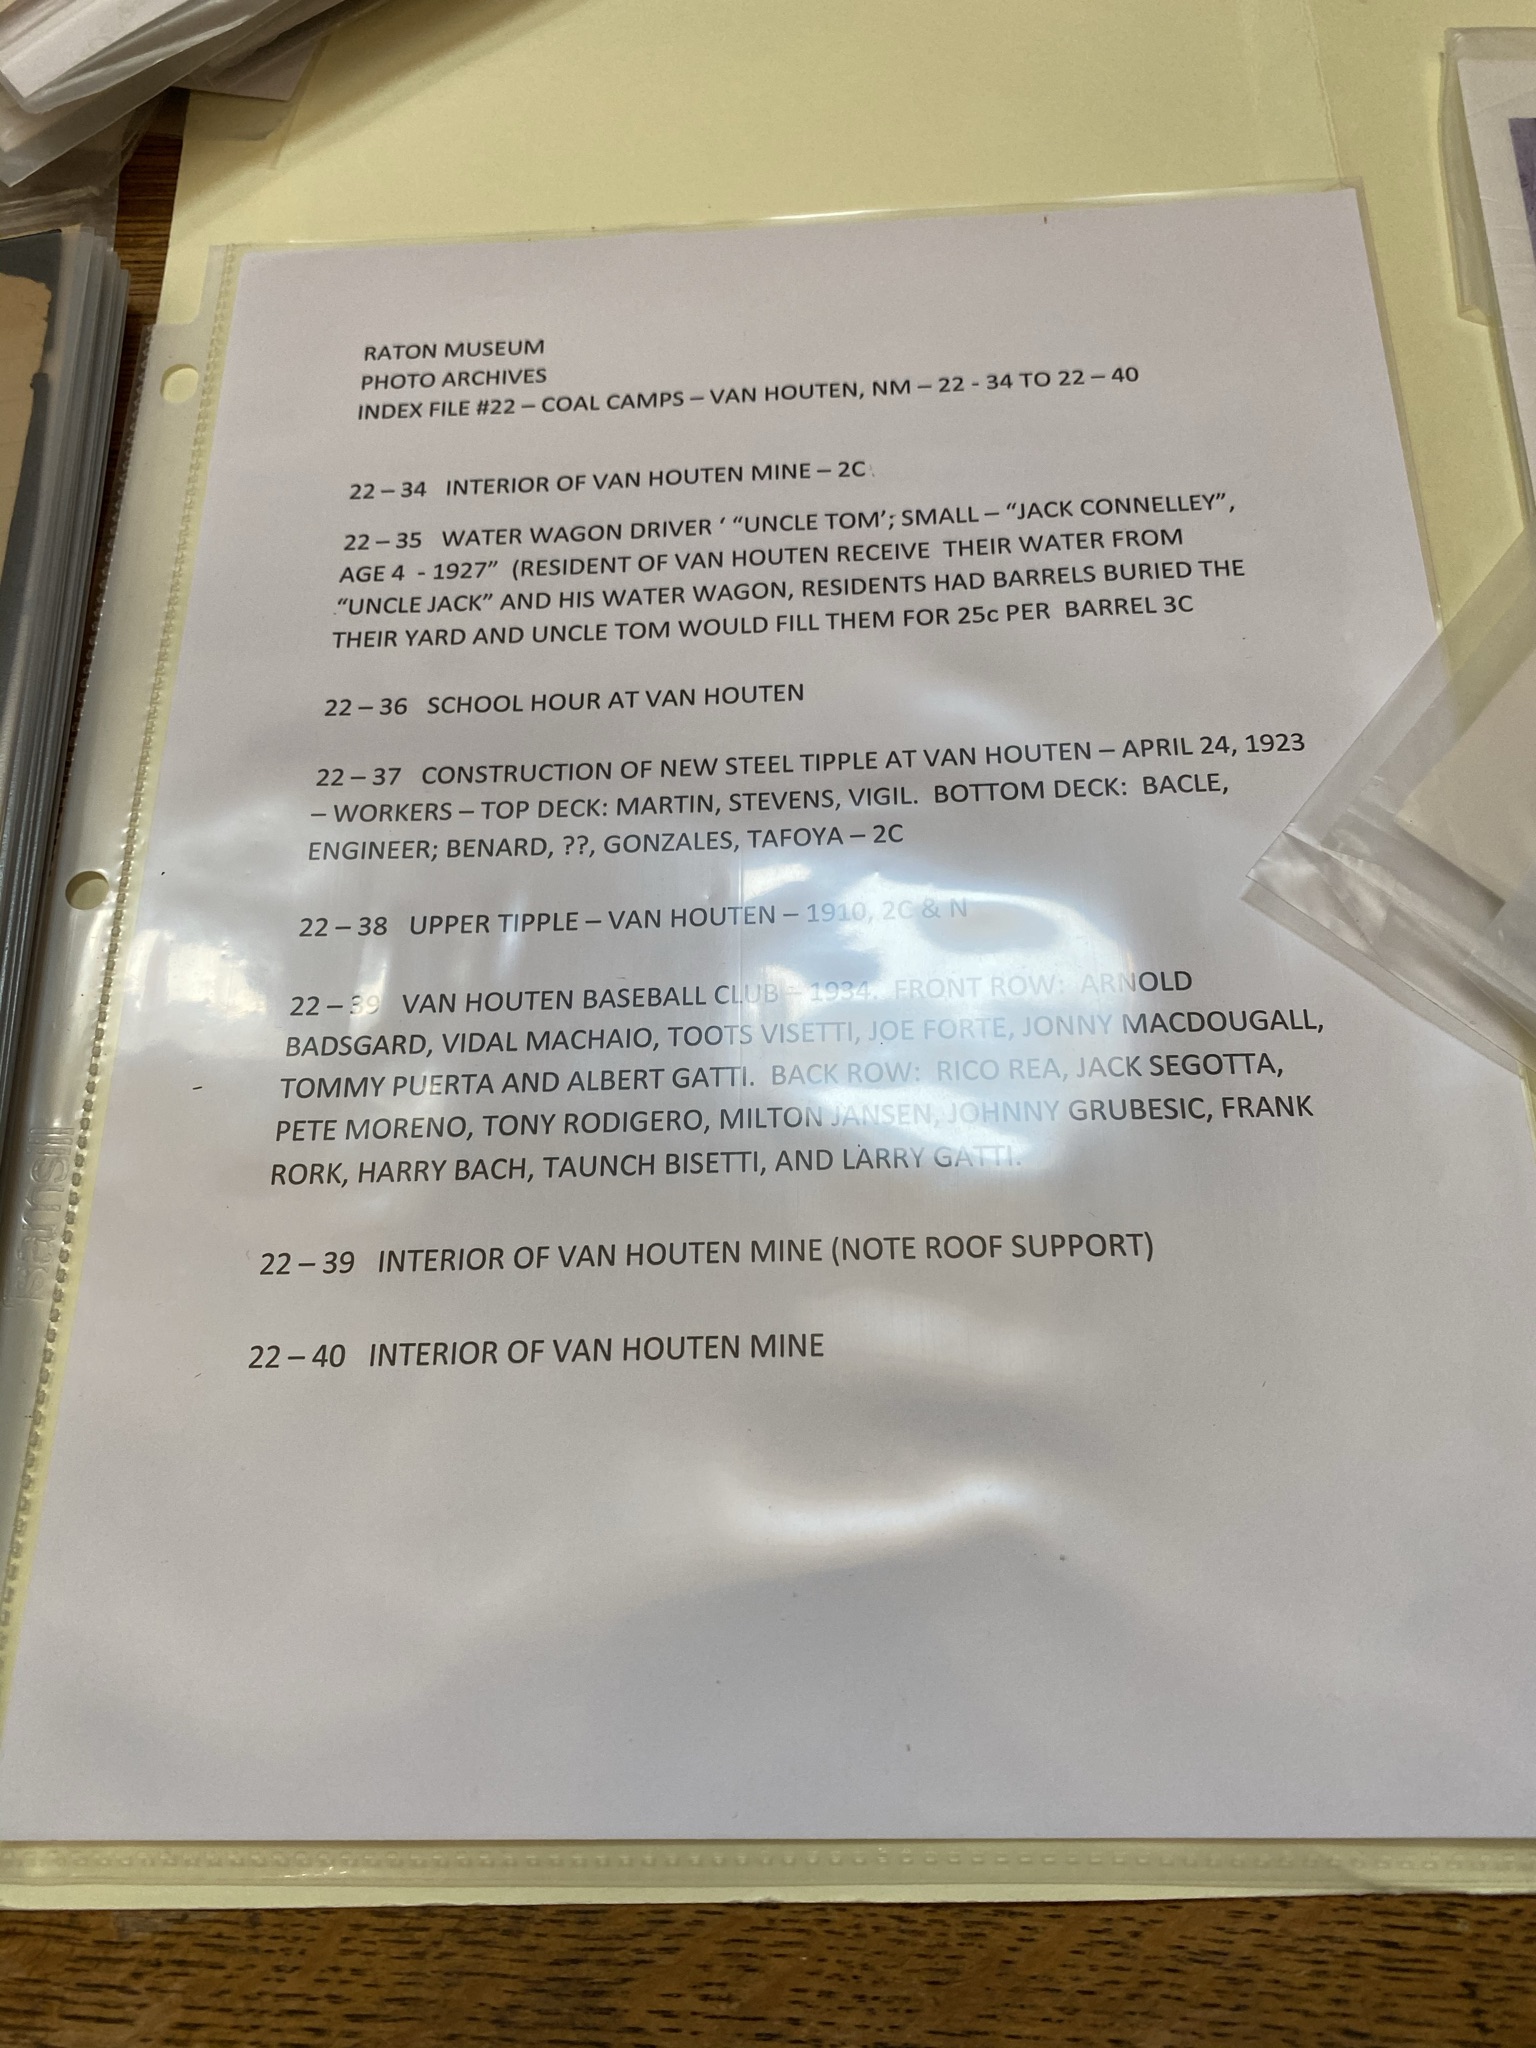 RATON MUSEUM
PHOTO ARCHIVES
INDEX FILE #22 – COAL CAMPS – VAN HOUTEN, NM – 22 - 34 TO 22 – 40
22 – 34 INTERIOR OF VAN HOUTEN MINE – 2C
22 – 35 WATER WAGON DRIVER ‘ “UNCLE TOM’; SMALL – “JACK CONNELLEY”,
AGE 4 - 1927” (RESIDENT OF VAN HOUTEN RECEIVE THEIR WATER FROM
“UNCLE JACK” AND HIS WATER WAGON, RESIDENTS HAD BARRELS BURIED THE
THEIR YARD AND UNCLE TOM WOULD FILL THEM FOR 25c PER BARREL 3C
22 – 36 SCHOOL HOUR AT VAN HOUTEN
22 – 37 CONSTRUCTION OF NEW STEEL TIPPLE AT VAN HOUTEN – APRIL 24, 1923
– WORKERS – TOP DECK: MARTIN, STEVENS, VIGIL. BOTTOM DECK: BACLE,
ENGINEER; BENARD, ??, GONZALES, TAFOYA – 2C
22 – 38 UPPER TIPPLE – VAN HOUTEN – 1910, 2C & N
22 – 39 VAN HOUTEN BASEBALL CLUB – 1934. FRONT ROW: ARNOLD
BADSGARD, VIDAL MACHAIO, TOOTS VISETTI, JOE FORTE, JONNY MACDOUGALL,
TOMMY PUERTA AND ALBERT GATTI. BACK ROW: RICO REA, JACK SEGOTTA,
PETE MORENO, TONY RODIGERO, MILTON JANSEN, JOHNNY GRUBESIC, FRANK
RORK, HARRY BACH, TAUNCH BISETTI, AND LARRY GATTI.
22 – 39 INTERIOR OF VAN HOUTEN MINE (NOTE ROOF SUPPORT)
22 – 40 INTERIOR OF VAN HOUTEN MINE
samsill